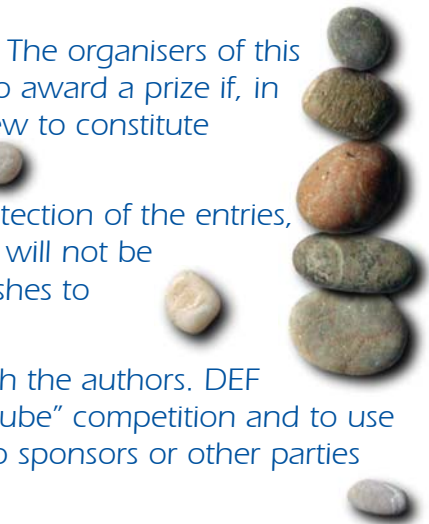 The organisers of this
o award a prize if, in
ew to constitute
tection of the entries,
will not be
shes to
h the authors. DEF
ube” competition and to use
o sponsors or other parties